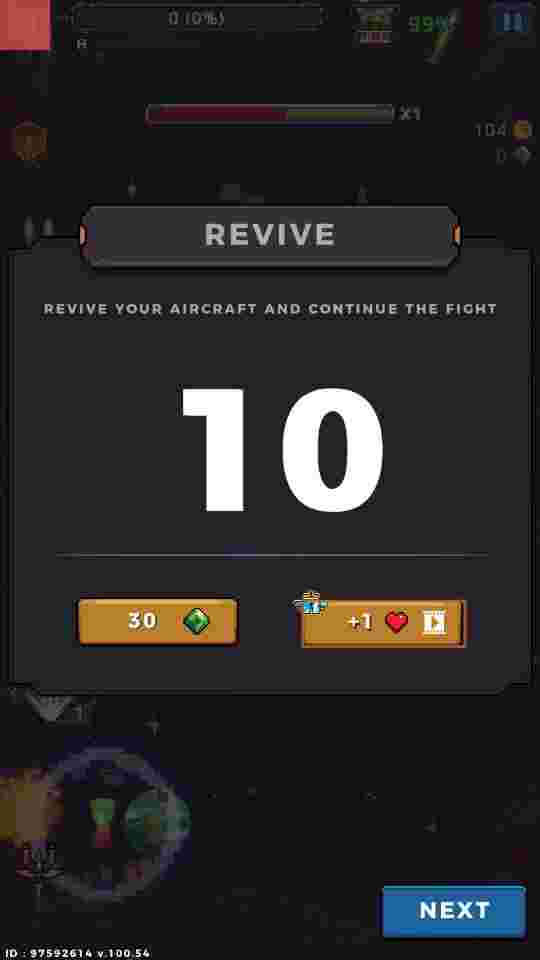 0 (0%)
99%
A
X1
104
0
REVIVE
REVIVE YOUR AIRCRAFT AND CONTINUE THE FIGHT
10
30
+1
NEXT
ID : 97592614 v.100.54